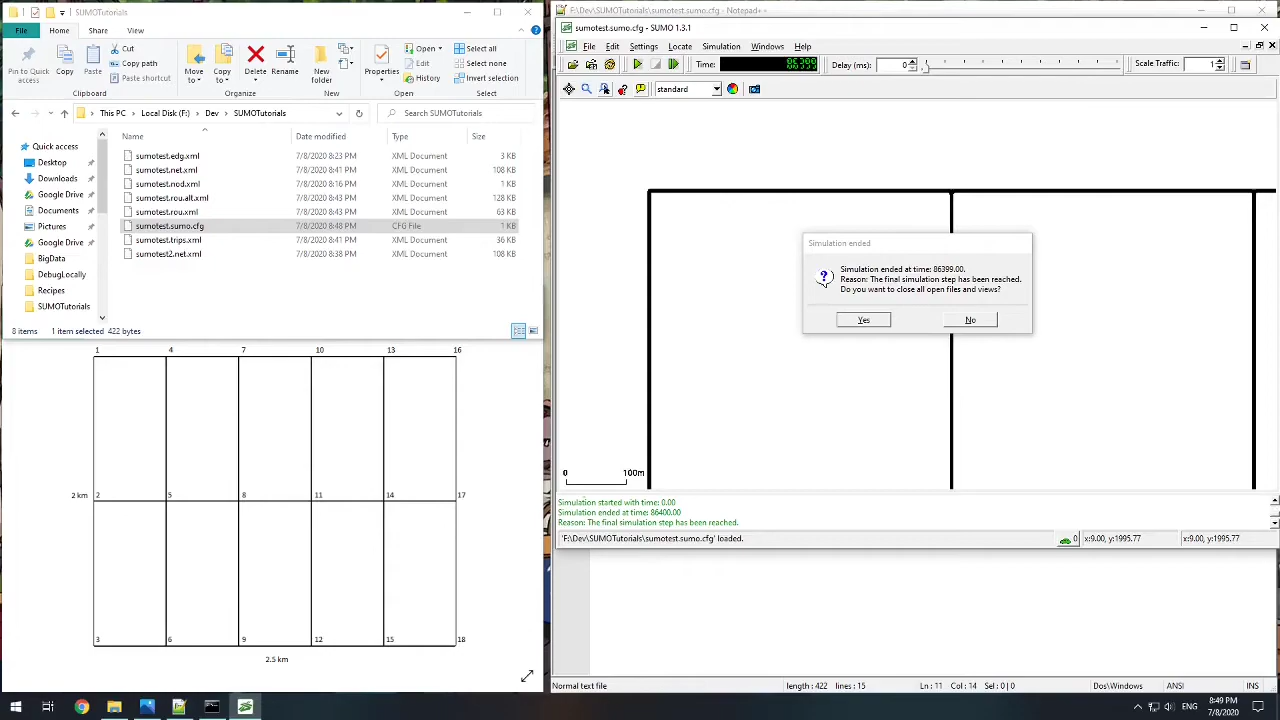 SUMOTutorials
File
Home
Share
View
Pin to Quick access
Copy
Paste
Cut
Copy path
Paste shortcut
Move to
Copy to
Delete
Rename
New folder
Properties
Open
Edit
History
Select all
Select none
Invert selection
Clipboard
Organize
New
Open
Select
This PC
Local Disk (F:)
Dev
SUMOTutorials
Search SUMOTutorials
Name
Date modified
Type
Size
Quick access
Desktop
Downloads
Google Drive
Documents
Pictures
Google Drive
BigData
DebugLocally
Recipes
SUMOTutorials
sumotest.edg.xml 7/8/2020 8:23 PM XML Document 3 KB
sumotest.net.xml 7/8/2020 8:41 PM XML Document 108 KB
sumotest.nod.xml 7/8/2020 8:16 PM XML Document 1 KB
sumotest.rou.alt.xml 7/8/2020 8:43 PM XML Document 128 KB
sumotest.rou.xml 7/8/2020 8:43 PM XML Document 63 KB
sumotest.sumo.cfg 7/8/2020 8:48 PM CFG File 1 KB
sumotest.trips.xml 7/8/2020 8:41 PM XML Document 36 KB
sumotest2.net.xml 7/8/2020 8:38 PM XML Document 108 KB
8 items 1 item selected 422 bytes
1 4 7 10 13 16
2 km 2 5 8 11 14 17
3 6 9 12 15 18
2.5 km
F:\Dev\SUMOTutorials\sumotest.sumo.cfg - Notepad++
sumotest.sumo.cfg - SUMO 1.3.1
File Edit Settings Locate Simulation Windows Help
Time: 86399 Delay (ms): 0 Scale Traffic: 1
standard
Simulation ended
Simulation ended at time: 86399.00.
Reason: The final simulation step has been reached.
Do you want to close all open files and views?
Yes No
0 100m
Simulation started with time: 0.00
Simulation ended at time: 86400.00
Reason: The final simulation step has been reached.
'F:\Dev\SUMOTutorials\sumotest.sumo.cfg' loaded. 0 x:9.00, y:1995.77 x:9.00, y:1995.77
Normal text file length : 422 lines : 15 Ln : 11 Col : 14 Sel : 0 | 0 Dos\Windows ANSI INS
ENG
8:49 PM
7/8/2020